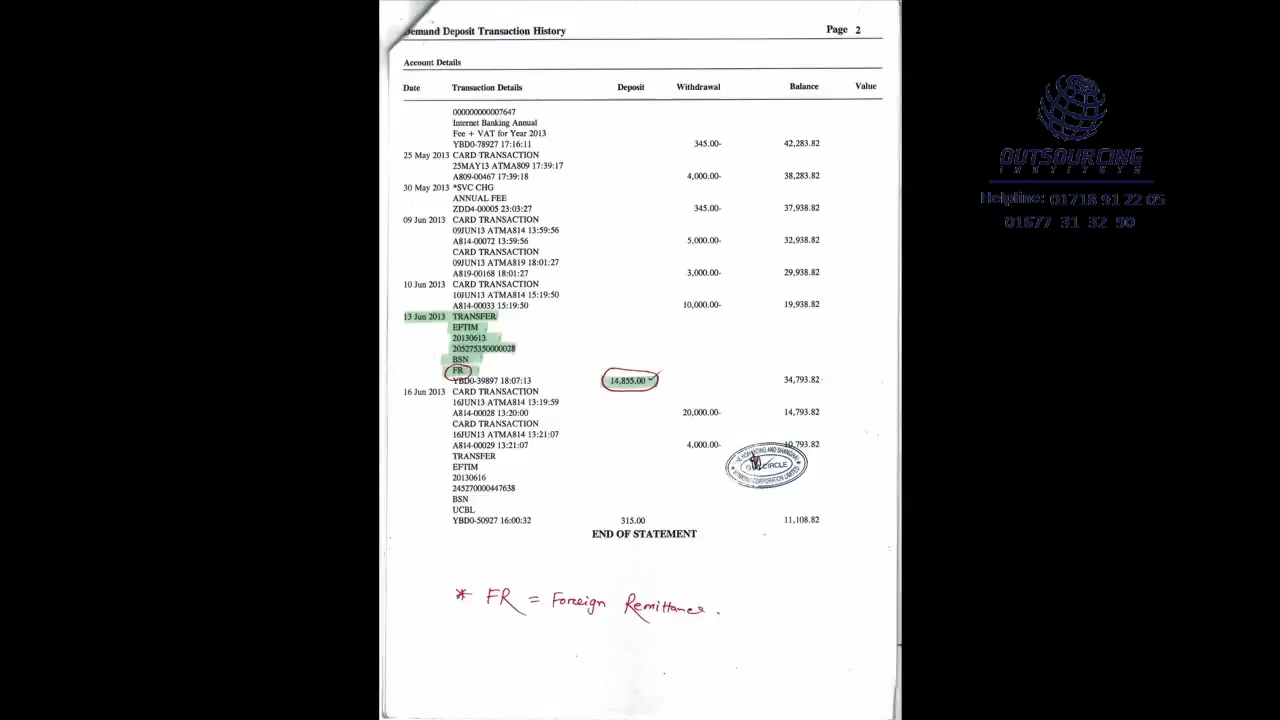 Demand Deposit Transaction History Page 2
Account Details
Date Transaction Details Deposit Withdrawal Balance Value
000000000007647
Internet Banking Annual
Fee + VAT for Year 2013
YBD0-78927 17:16:11 345.00- 42,283.82
25 May 2013 CARD TRANSACTION
25MAY13 ATMA809 17:39:17
A809-00467 17:39:18 4,000.00- 38,283.82
30 May 2013 *SVC CHG
ANNUAL FEE
ZDD4-00005 23:03:27 345.00- 37,938.82
09 Jun 2013 CARD TRANSACTION
09JUN13 ATMA814 13:59:56
A814-00072 13:59:56 5,000.00- 32,938.82
CARD TRANSACTION
09JUN13 ATMA819 18:01:27
A819-00168 18:01:27 3,000.00- 29,938.82
10 Jun 2013 CARD TRANSACTION
10JUN13 ATMA814 15:19:50
A814-00033 15:19:50 10,000.00- 19,938.82
13 Jun 2013 TRANSFER
EFTIM
20130613
205275350000028
BSN
FR
YBD0-39897 18:07:13 14,855.00 34,793.82
16 Jun 2013 CARD TRANSACTION
16JUN13 ATMA814 13:19:59
A814-00028 13:20:00 20,000.00- 14,793.82
CARD TRANSACTION
16JUN13 ATMA814 13:21:07
A814-00029 13:21:07 4,000.00- 10,793.82
TRANSFER
EFTIM
20130616
245270000447638
BSN
UCBL
YBD0-50927 16:00:32 315.00 11,108.82
END OF STATEMENT
HONGKONG AND SHANGHAI
CIRCLE
CORPORATION LIMITED
* FR = Foreign Remittance.
OUTSOURCING
INSTITUTE
Helpline: 01718 91 22 05
01677 31 32 90